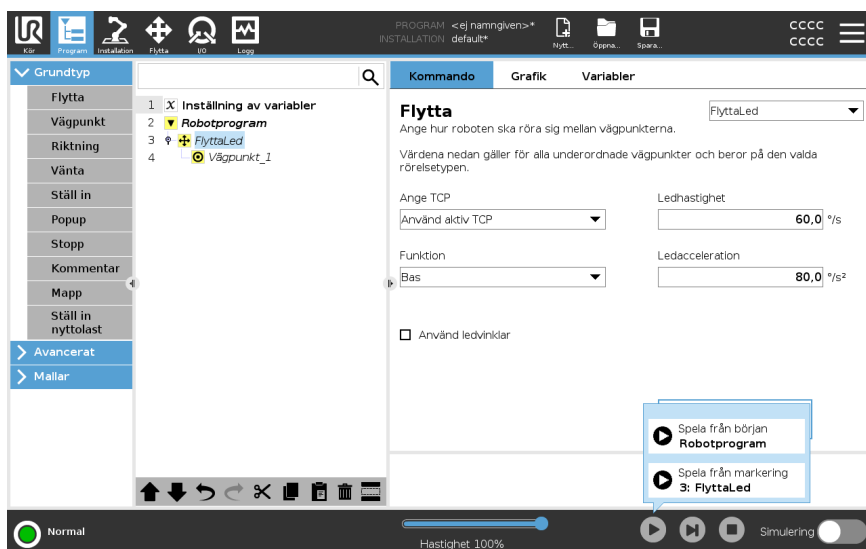 UR
PROGRAM <ej namngiven>*
INSTALLATION default*
CCCC
CCCC
Kör Program Installation Flytta I/O Logg Nytt... Öppna... Spara...
Grundtyp
Flytta
Vägpunkt
Riktning
Vänta
Ställ in
Popup
Stopp
Kommentar
Mapp
Ställ in
nyttolast
Avancerat
Mallar
1 X Inställning av variabler
2 Robotprogram
3 FlyttaLed
4 Vägpunkt_1
Kommando Grafik Variabler
Flytta FlyttaLed
Ange hur roboten ska röra sig mellan vägpunkterna.
Värdena nedan gäller för alla underordnade vägpunkter och beror på den valda
rörelsetypen.
Ange TCP Ledhastighet
Använd aktiv TCP 60,0 °/s
Funktion Ledacceleration
Bas 80,0 °/s²
Använd ledvinklar
Spela från början
Robotprogram
Spela från markering
3: FlyttaLed
Normal
Hastighet 100%
Simulering